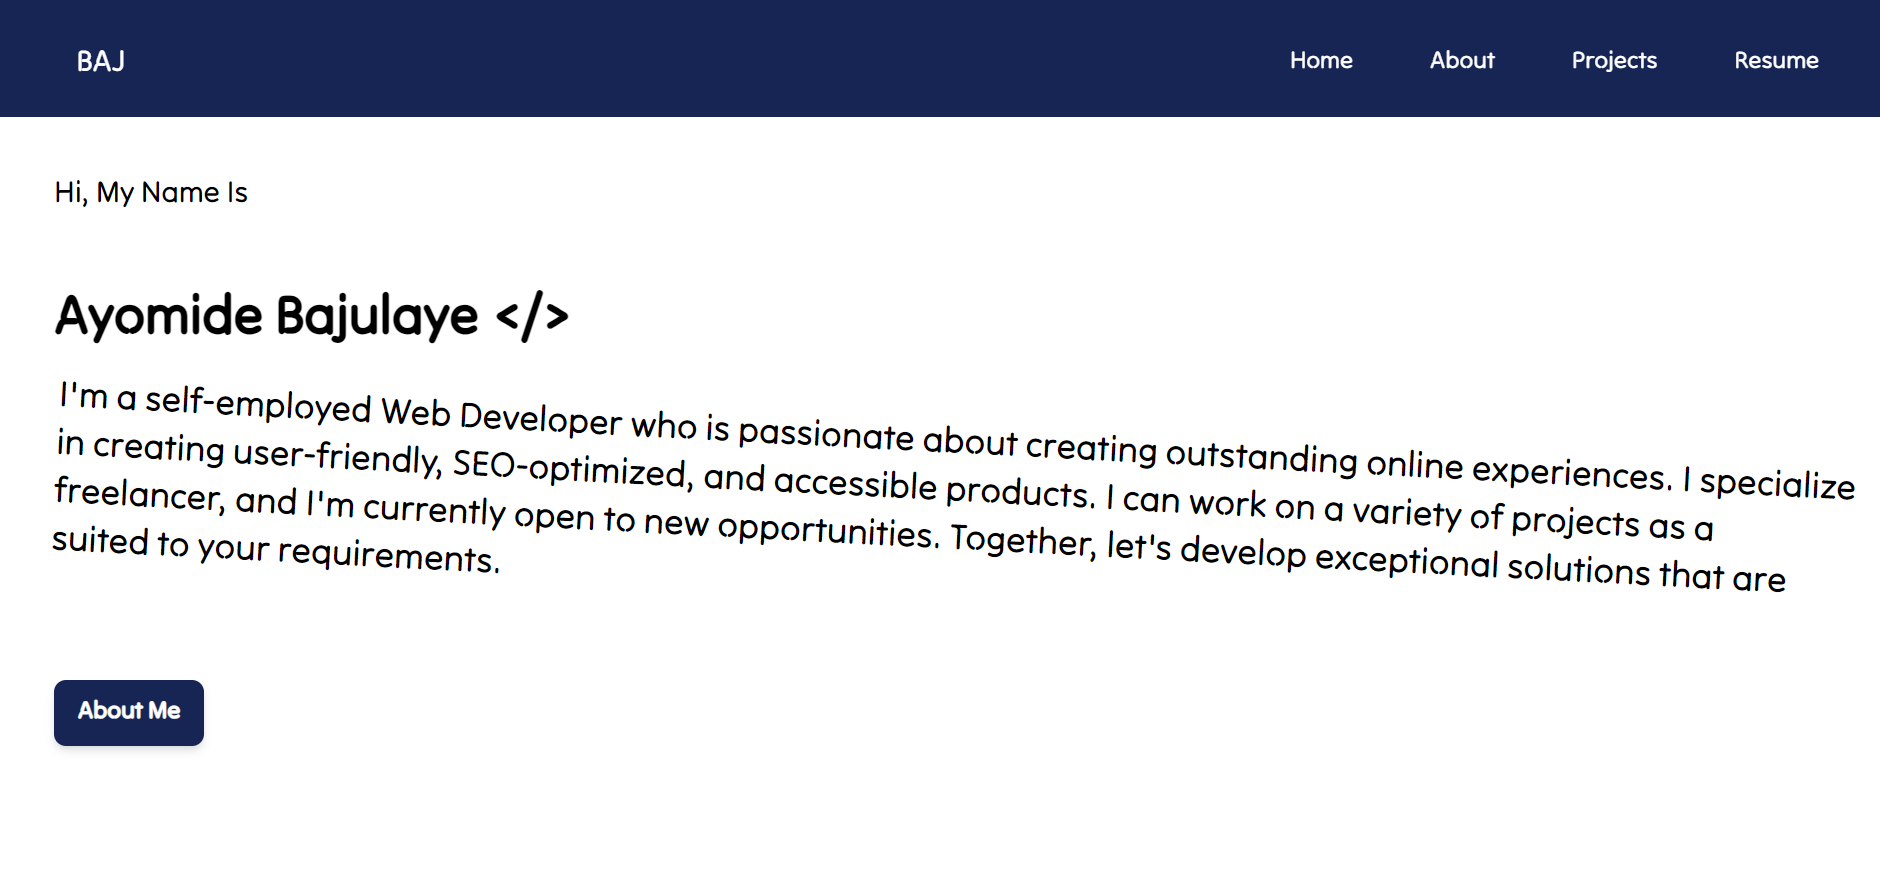 BAJ
Home
About
Projects
Resume
Hi, My Name Is
Ayomide Bajulaye </>
I'm a self-employed Web Developer who is passionate about creating outstanding online experiences. I specialize
in creating user-friendly, SEO-optimized, and accessible products. I can work on a variety of projects as a
freelancer, and I'm currently open to new opportunities. Together, let's develop exceptional solutions that are
suited to your requirements.
About Me